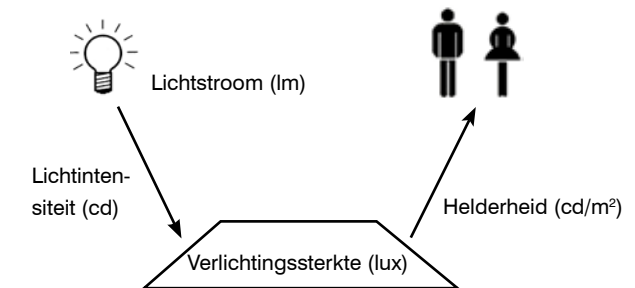 Lichtstroom (lm)
Lichtinten-
siteit (cd)
Helderheid (cd/m²)
Verlichtingssterkte (lux)